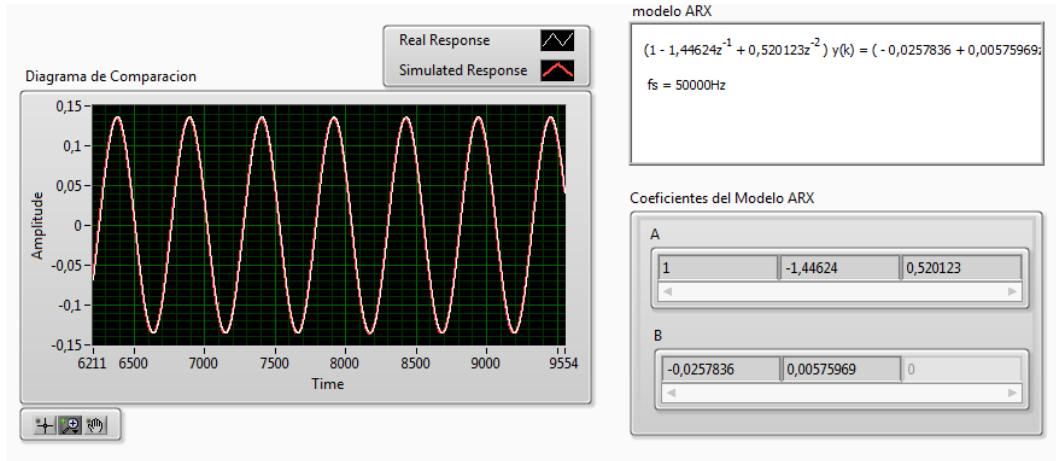 modelo ARX
Real Response
Simulated Response
Diagrama de Comparacion
(1 - 1,44624z⁻¹ + 0,520123z⁻² ) y(k) = ( - 0,0257836 + 0,00575969z
fs = 50000Hz
0,15
0,1
0,05
0
-0,05
-0,1
-0,15
Amplitude
6211 6500 7000 7500 8000 8500 9000 9554
Time
Coeficientes del Modelo ARX
A
1 -1,44624 0,520123
B
-0,0257836 0,00575969 0